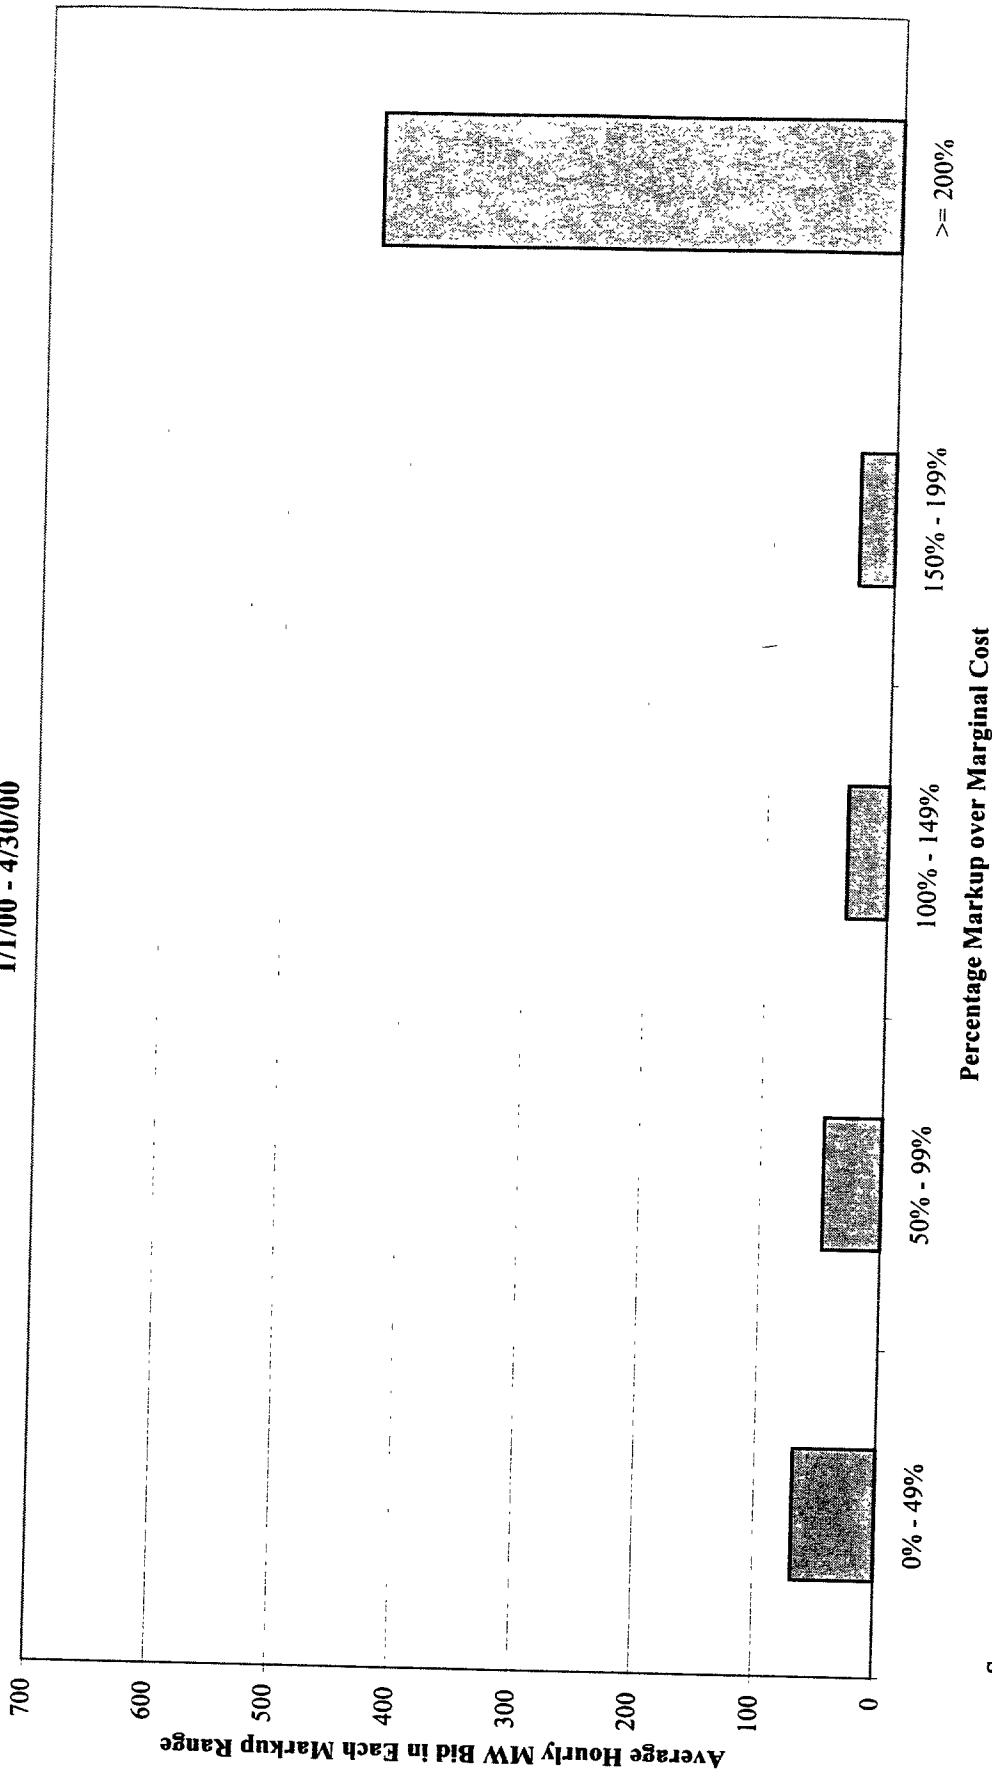 1/1/00 - 4/30/00
700
600
500
400
300
200
100
0
Average Hourly MW Bid in Each Markup Range
0% - 49%
50% - 99%
100% - 149%
150% - 199%
>= 200%
Percentage Markup over Marginal Cost